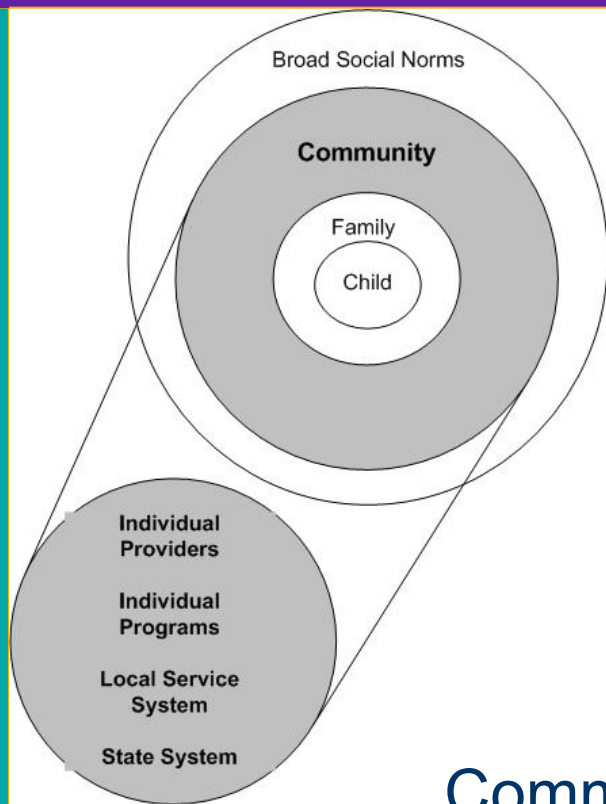 Broad Social Norms
Community
Family
Child
Individual
Providers
Individual
Programs
Local Service
System
State System